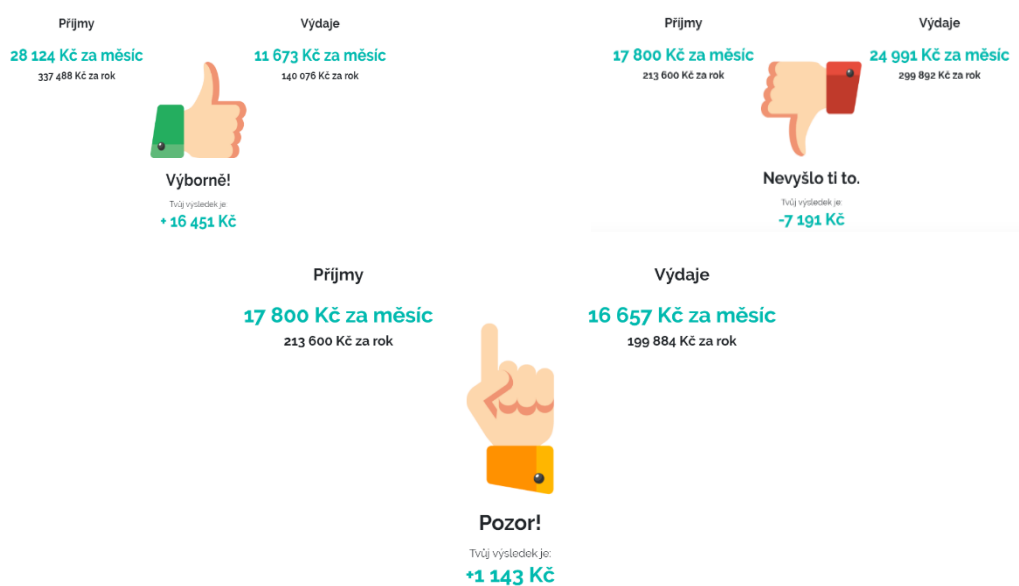 Příjmy
Výdaje
28 124 Kč za měsíc
11 673 Kč za měsíc
337 488 Kč za rok
140 076 Kč za rok
Výborně!
Tvůj výsledek je:
+ 16 451 Kč
Příjmy
Výdaje
17 800 Kč za měsíc
24 991 Kč za měsíc
213 600 Kč za rok
299 892 Kč za rok
Nevyšlo ti to.
Tvůj výsledek je:
-7 191 Kč
Příjmy
Výdaje
17 800 Kč za měsíc
16 657 Kč za měsíc
213 600 Kč za rok
199 884 Kč za rok
Pozor!
Tvůj výsledek je:
+1 143 Kč